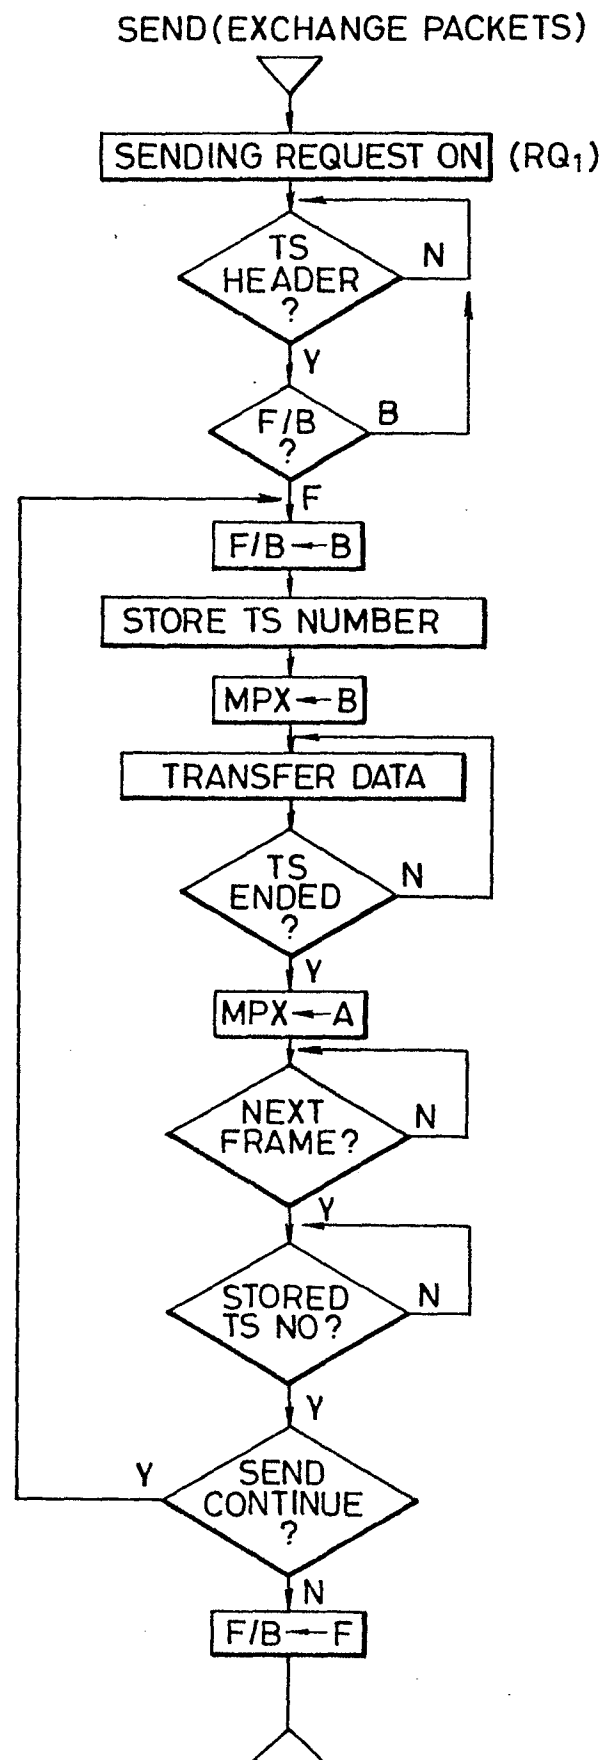 SEND(EXCHANGE PACKETS)
SENDING REQUEST ON (RQ₁)
TS
HEADER
?
N
Y
F/B
?
B
F
F/B←B
STORE TS NUMBER
MPX←B
TRANSFER DATA
TS
ENDED
?
N
Y
MPX←A
NEXT
FRAME?
N
Y
STORED
TS NO?
N
Y
SEND
CONTINUE
?
Y
N
F/B←F